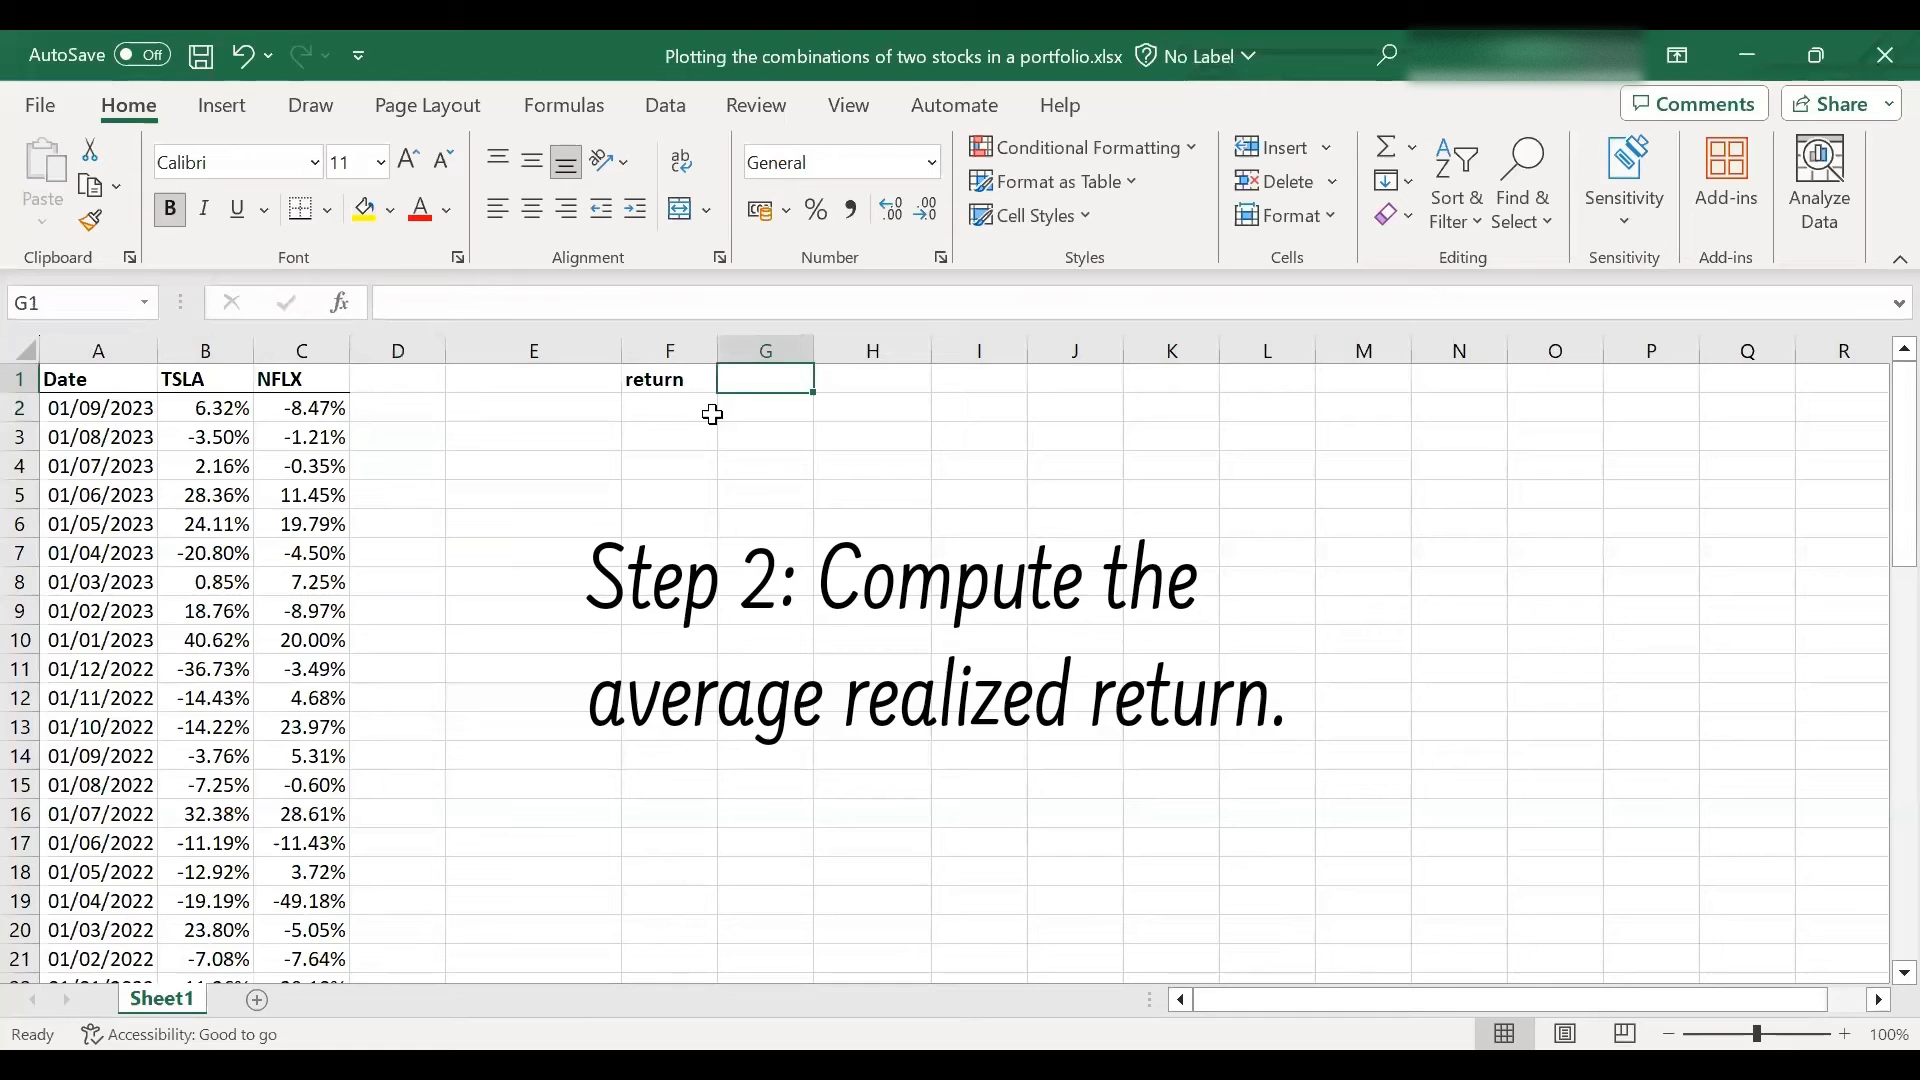 AutoSave Off Plotting the combinations of two stocks in a portfolio.xlsx No Label
File Home Insert Draw Page Layout Formulas Data Review View Automate Help Comments Share
Paste Calibri 11 General Conditional Formatting Insert
Format as Table Delete
Cell Styles Format
Sort & Filter Find & Select Sensitivity Add-ins Analyze Data
Clipboard Font Alignment Number Styles Cells Editing Sensitivity Add-ins
G1 fx
A B C D E F G H I J K L M N O P Q R
1 Date TSLA NFLX return
2 01/09/2023 6.32% -8.47%
3 01/08/2023 -3.50% -1.21%
4 01/07/2023 2.16% -0.35%
5 01/06/2023 28.36% 11.45%
6 01/05/2023 24.11% 19.79%
7 01/04/2023 -20.80% -4.50%
8 01/03/2023 0.85% 7.25%
9 01/02/2023 18.76% -8.97%
10 01/01/2023 40.62% 20.00%
11 01/12/2022 -36.73% -3.49%
12 01/11/2022 -14.43% 4.68%
13 01/10/2022 -14.22% 23.97%
14 01/09/2022 -3.76% 5.31%
15 01/08/2022 -7.25% -0.60%
16 01/07/2022 32.38% 28.61%
17 01/06/2022 -11.19% -11.43%
18 01/05/2022 -12.92% 3.72%
19 01/04/2022 -19.19% -49.18%
20 01/03/2022 23.80% -5.05%
21 01/02/2022 -7.08% -7.64%
Step 2: Compute the
average realized return.
Sheet1
Ready Accessibility: Good to go 100%